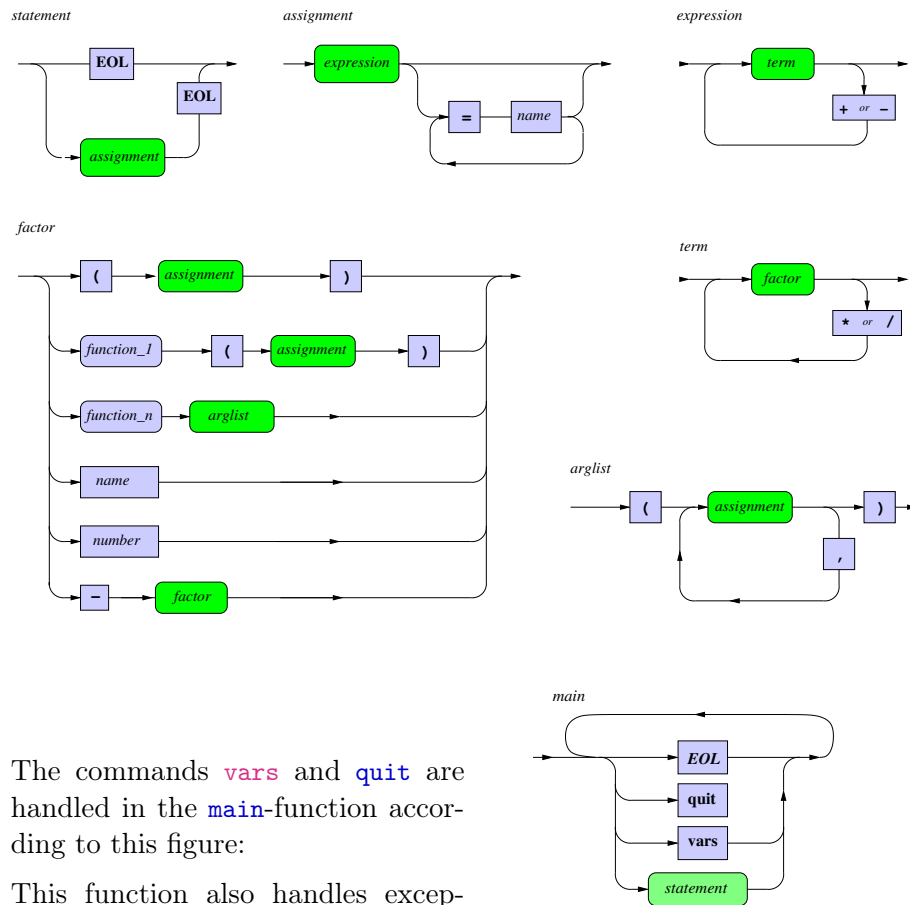 statement
EOL
EOL
assignment
assignment
expression
= name
expression
term
+ or -
factor
( assignment )
function_1 ( assignment )
function_n arglist
name
number
- factor
term
factor
* or /
arglist
( assignment )
,
main
EOL
quit
vars
statement
The commands vars and quit are
handled in the main-function accor-
ding to this figure:
This function also handles excep-